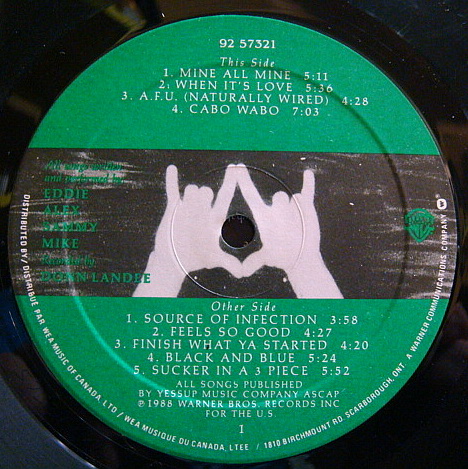 92 57321
This Side
1. MINE ALL MINE 5:11
2. WHEN IT'S LOVE 5:36
3. A.F.U. (NATURALLY WIRED) 4:28
4. CABO WABO 7:03
and performed by
EDDIE
ALEX
SAMMY
MIKE
DONN LANDEE
Other Side
1. SOURCE OF INFECTION 3:58
2. FEELS SO GOOD 4:27
3. FINISH WHAT YA STARTED 4:20
4. BLACK AND BLUE 5:24
5. SUCKER IN A 3 PIECE 5:52
ALL SONGS PUBLISHED
BY YESSUP MUSIC COMPANY ASCAP
℗1988 WARNER BROS. RECORDS INC
FOR THE U.S.
1
DISTRIBUTED BY / DISTRIBUÉ PAR WEA MUSIC OF CANADA, LTD / WEA MUSIQUE DU CANADA, LTEE. / 1810 BIRCHMOUNT RD. SCARBOROUGH, ONT. A WARNER COMMUNICATIONS COMPANY